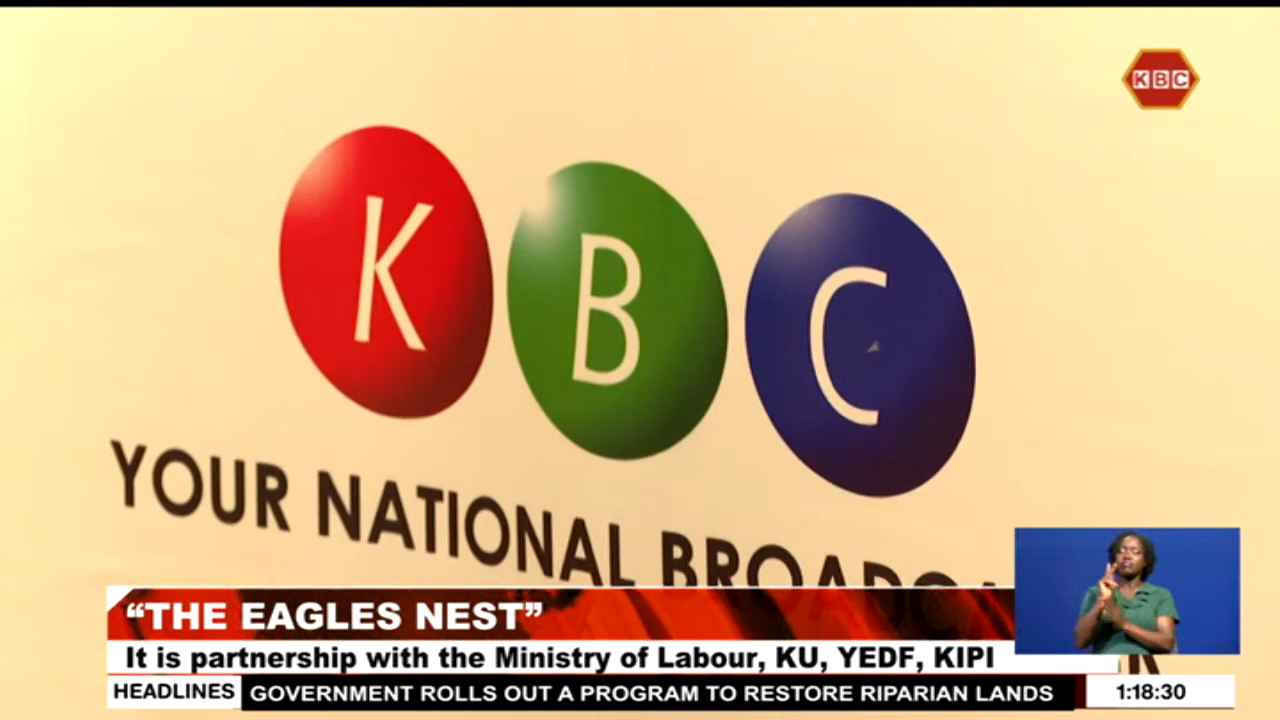 KBC
K B C
YOUR NATIONAL
“THE EAGLES NEST”
It is partnership with the Ministry of Labour, KU, YEDF, KIPI
HEADLINES GOVERNMENT ROLLS OUT A PROGRAM TO RESTORE RIPARIAN LANDS 1:18:30